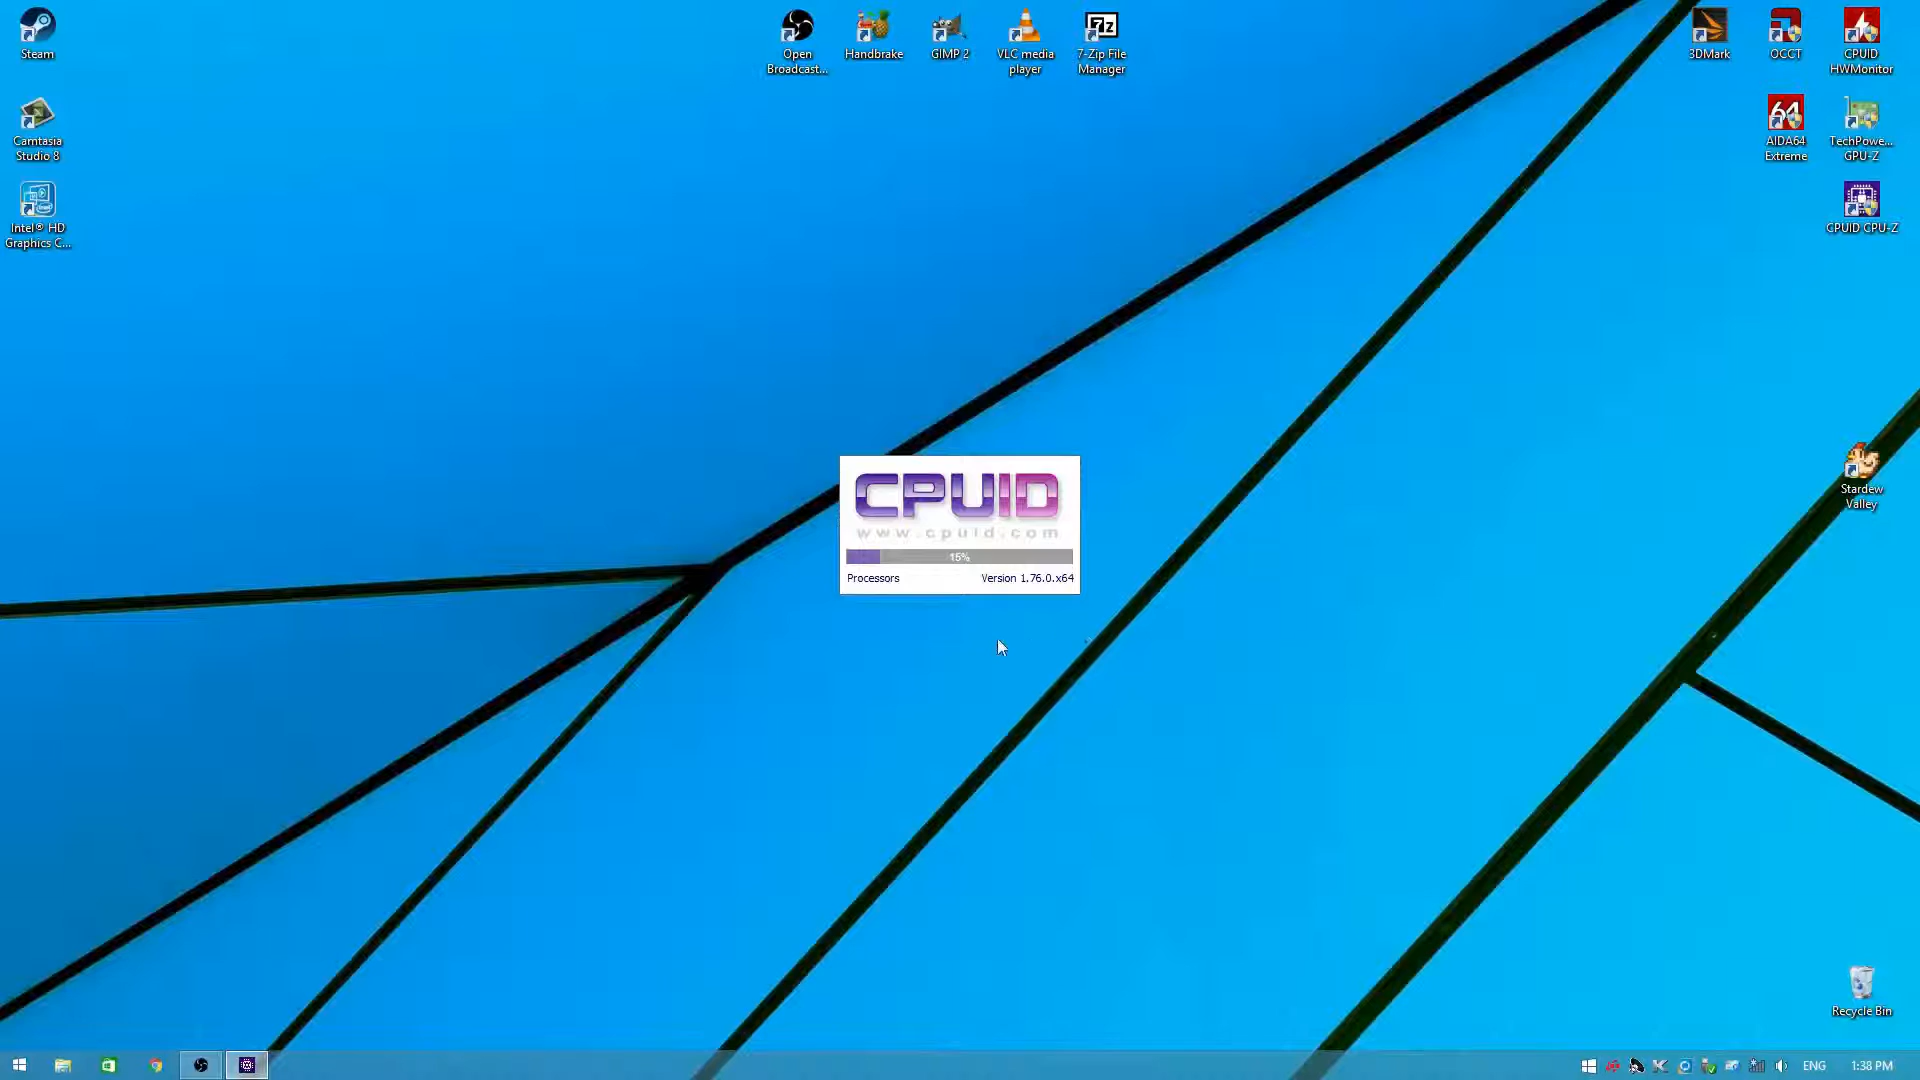 Steam
Open
Broadcast...
Handbrake
GIMP 2
VLC media
player
7-Zip File
Manager
3DMark
OCCT
CPUID
HWMonitor
Camtasia
Studio 8
64
AIDA64
Extreme
TechPowe...
GPU-Z
Intel® HD
Graphics C...
CPUID CPU-Z
CPUID
www.cpuid.com
15%
Processors
Version 1.76.0.x64
Stardew
Valley
Recycle Bin
ENG
1:38 PM